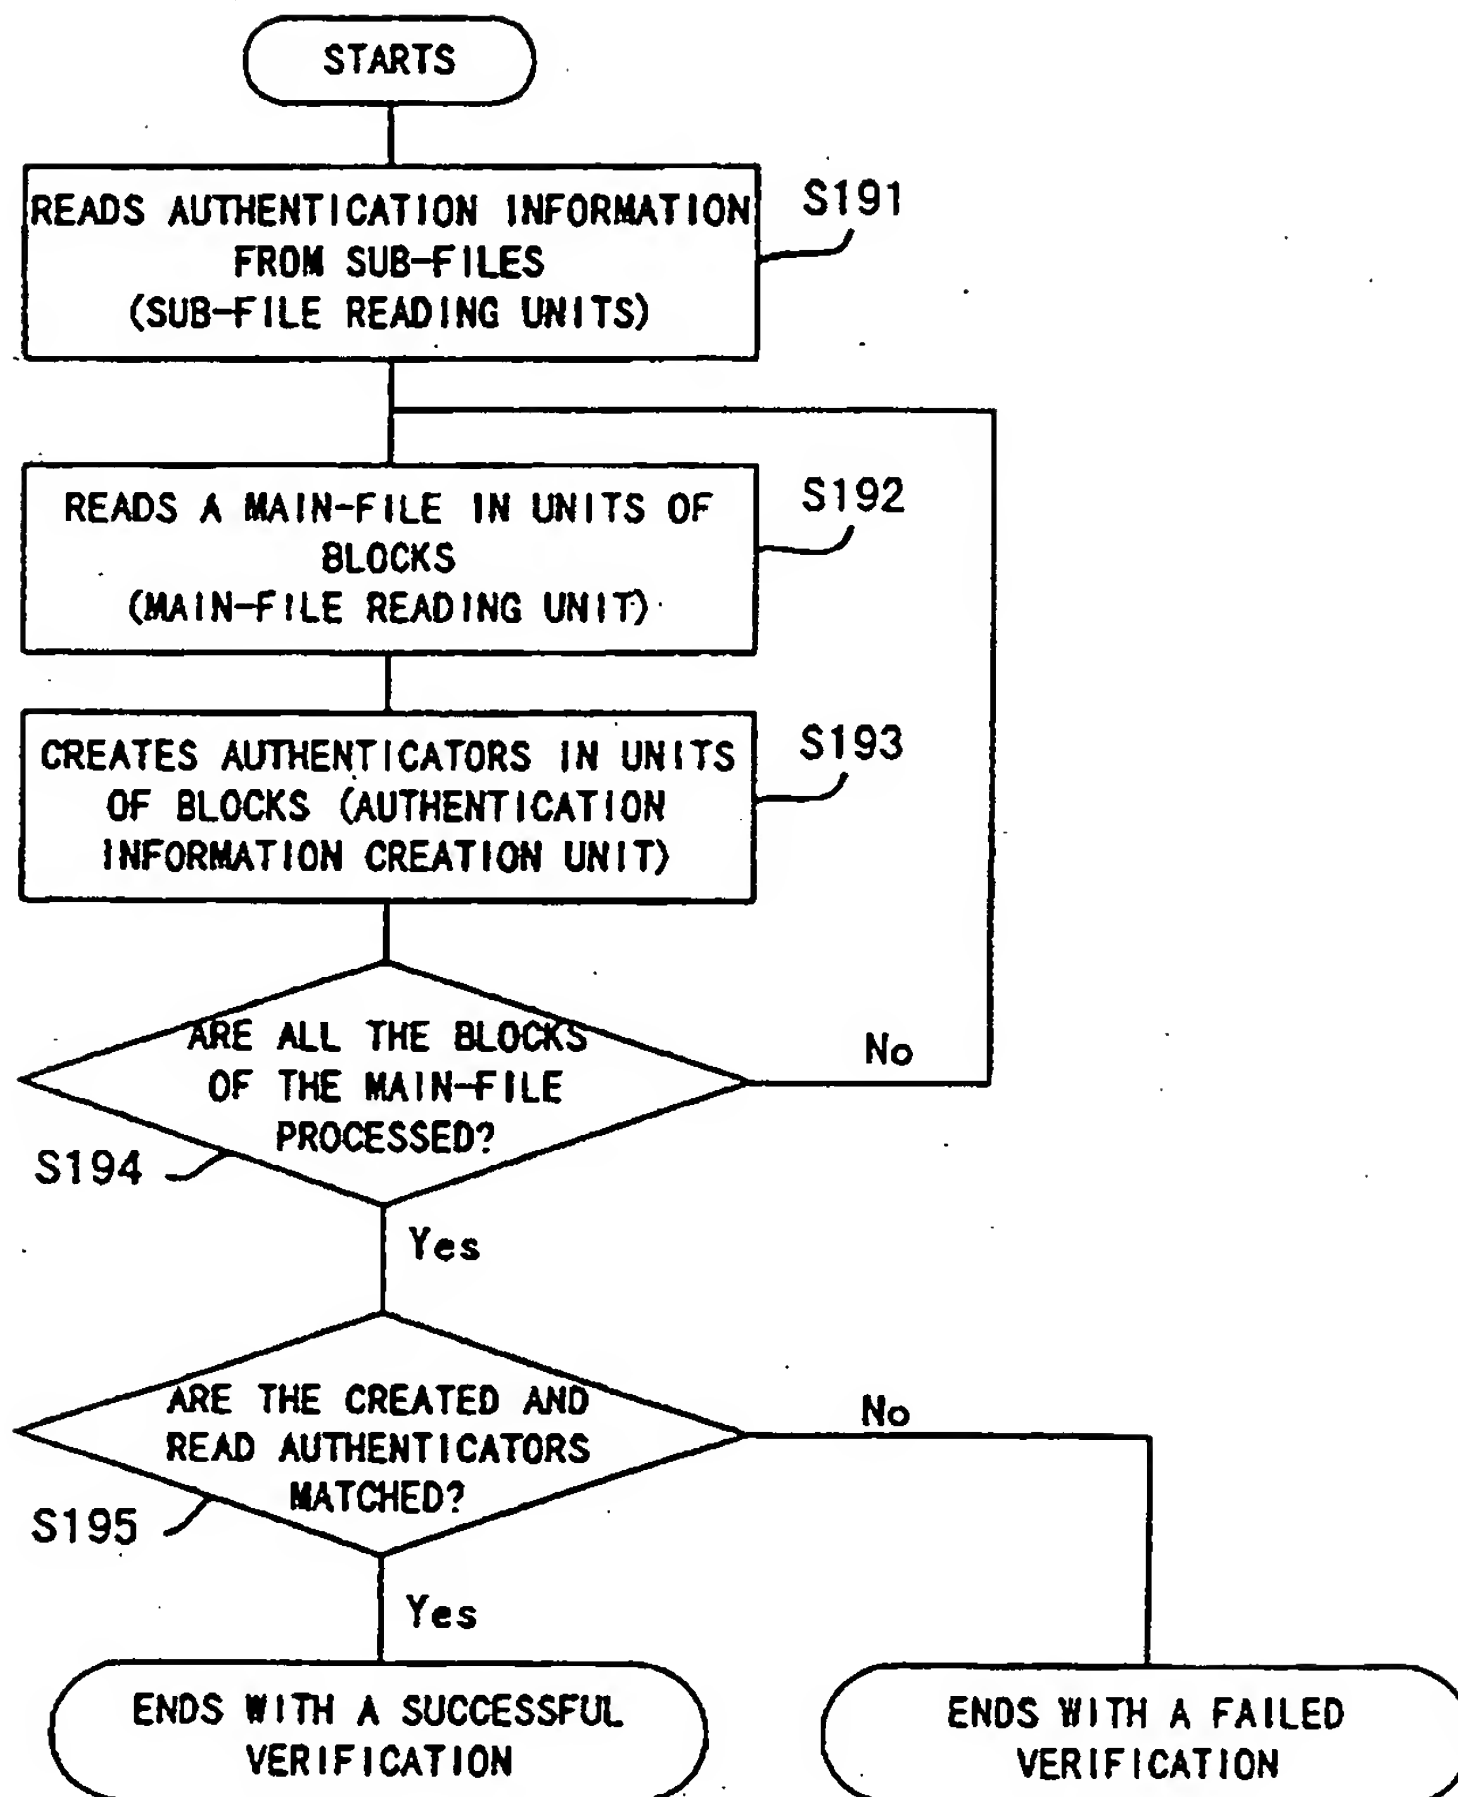 STARTS
READS AUTHENTICATION INFORMATION
FROM SUB-FILES
(SUB-FILE READING UNITS)
S191
READS A MAIN-FILE IN UNITS OF
BLOCKS
(MAIN-FILE READING UNIT)
S192
CREATES AUTHENTICATORS IN UNITS
OF BLOCKS (AUTHENTICATION
INFORMATION CREATION UNIT)
S193
ARE ALL THE BLOCKS
OF THE MAIN-FILE
PROCESSED?
No
S194
Yes
ARE THE CREATED AND
READ AUTHENTICATORS
MATCHED?
No
S195
Yes
ENDS WITH A SUCCESSFUL
VERIFICATION
ENDS WITH A FAILED
VERIFICATION